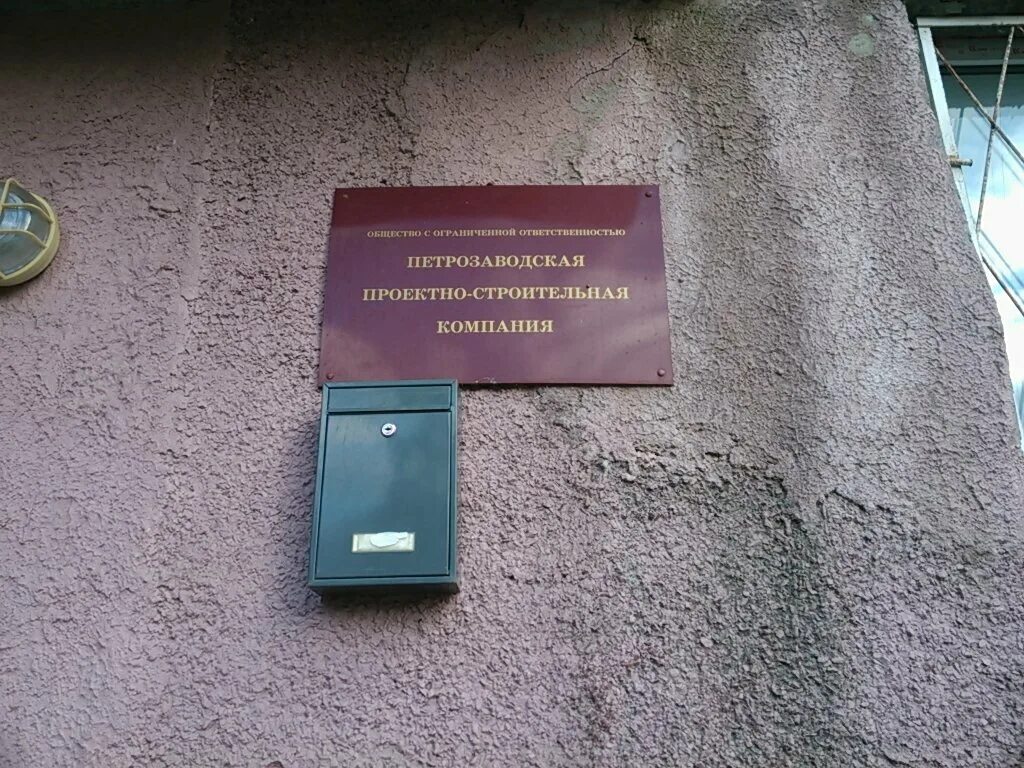 ОБЩЕСТВО С ОГРАНИЧЕННОЙ ОТВЕТСТВЕННОСТЬЮ
ПЕТРОЗАВОДСКАЯ
ПРОЕКТНО-СТРОИТЕЛЬНАЯ
КОМПАНИЯ